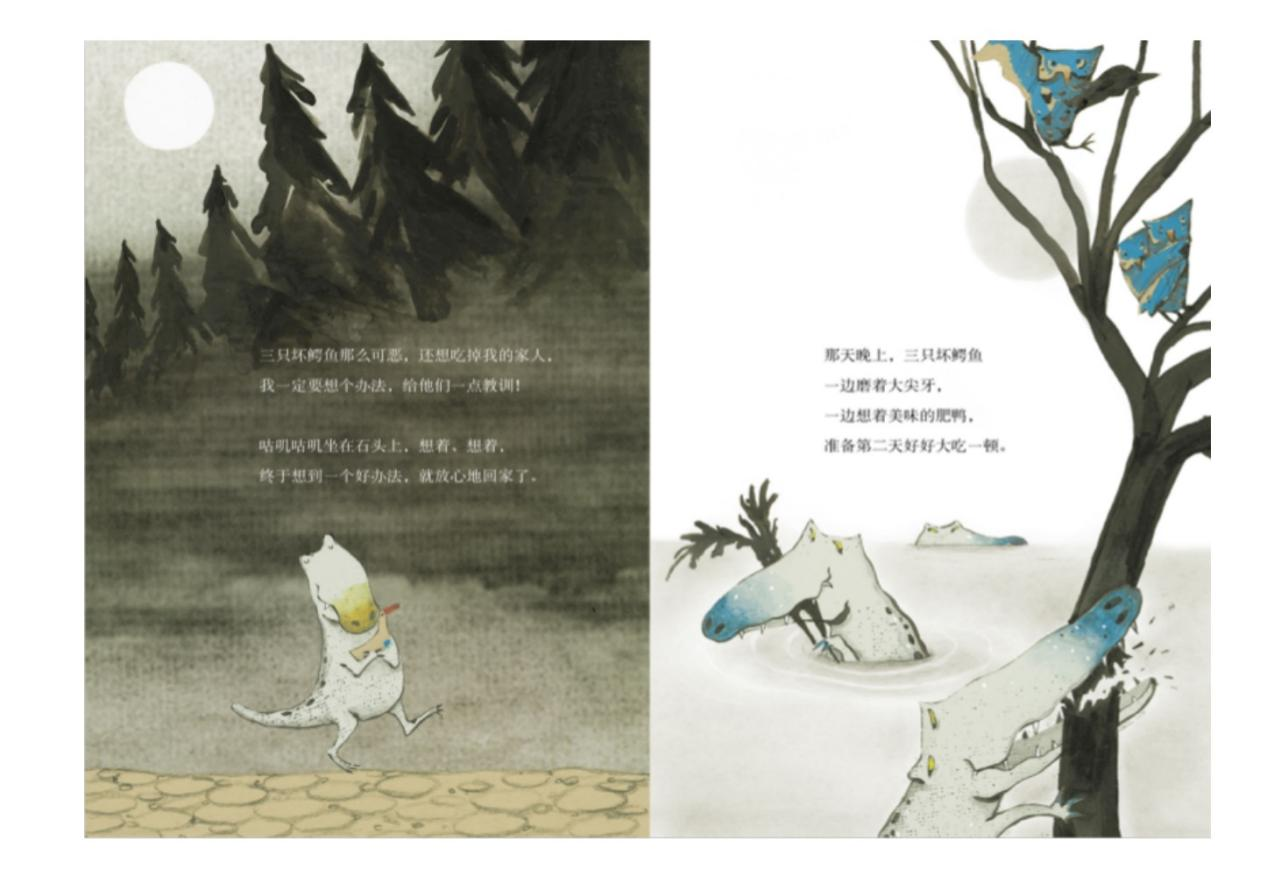 三只坏鳄鱼那么可恶，还想吃掉我的家人，
我一定要想个办法，给他们一点教训！
咕叽咕叽坐在石头上，想着、想着，
终于想到一个好办法，就放心地回家了。
那天晚上，三只坏鳄鱼
一边磨着大尖牙，
一边想着美味的肥鸭，
准备第二天好好大吃一顿。